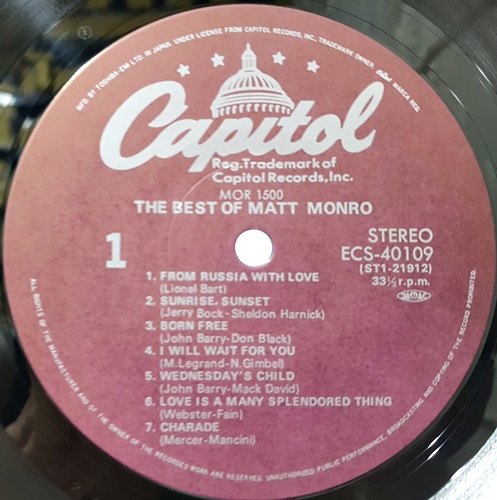 MFD. BY TOSHIBA-EMI LTD. IN JAPAN UNDER LICENSE FROM CAPITOL RECORDS, INC., TRADEMARK OWNER. MARCA REG.
Capitol
Reg. Trademark of
Capitol Records, Inc.
MOR 1500
THE BEST OF MATT MONRO
1
STEREO
ECS-40109
(ST1-21912)
33⅓ r.p.m.
1. FROM RUSSIA WITH LOVE
(Lionel Bart)
2. SUNRISE, SUNSET
(Jerry Bock-Sheldon Harnick)
3. BORN FREE
(John Barry-Don Black)
4. I WILL WAIT FOR YOU
(M.Legrand-N.Gimbel)
5. WEDNESDAY'S CHILD
(John Barry-Mack David)
6. LOVE IS A MANY SPLENDORED THING
(Webster-Fain)
7. CHARADE
(Mercer-Mancini)
ALL RIGHTS OF THE MANUFACTURER AND OF THE OWNER OF THE RECORDED WORK ARE RESERVED. UNAUTHORIZED PUBLIC PERFORMANCE, BROADCASTING AND COPYING OF THE RECORD PROHIBITED.